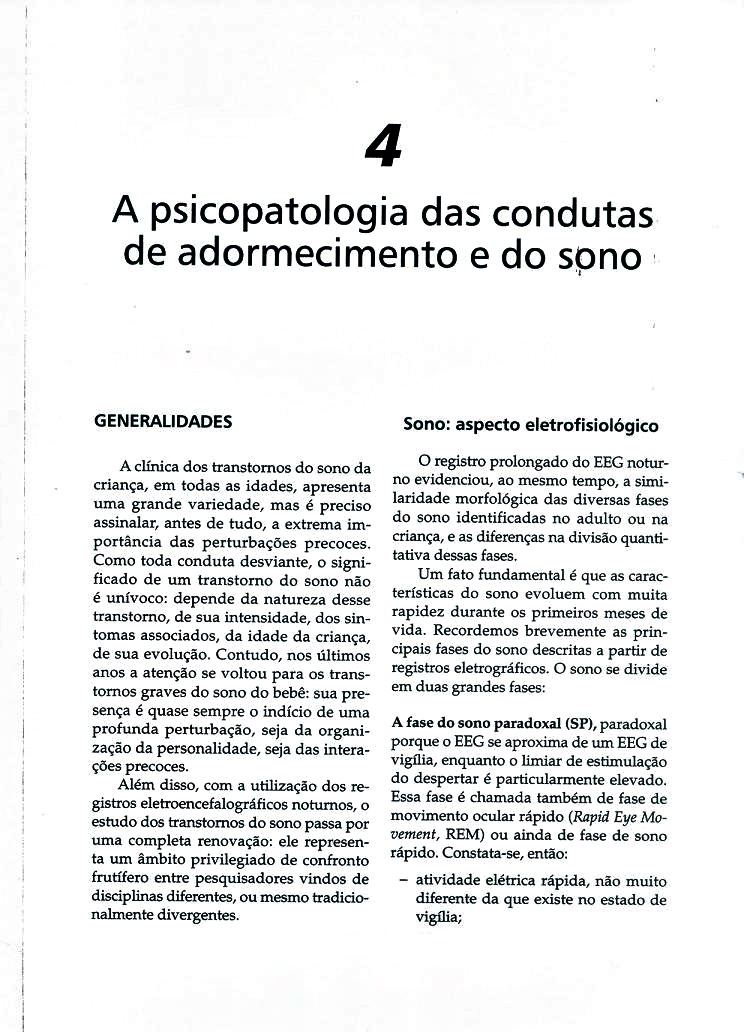 4
A psicopatologia das condutas
de adormecimento e do sono
GENERALIDADES
A clínica dos transtornos do sono da
criança, em todas as idades, apresenta
uma grande variedade, mas é preciso
assinalar, antes de tudo, a extrema im-
portância das perturbações precoces.
Como toda conduta desviante, o signi-
ficado de um transtorno do sono não
é unívoco: depende da natureza desse
transtorno, de sua intensidade, dos sin-
tomas associados, da idade da criança,
de sua evolução. Contudo, nos últimos
anos a atenção se voltou para os trans-
tornos graves do sono do bebê: sua pre-
sença é quase sempre o indício de uma
profunda perturbação, seja da organi-
zação da personalidade, seja das intera-
ções precoces.
Além disso, com a utilização dos re-
gistros eletroencefalográficos noturnos, o
estudo dos transtornos do sono passa por
uma completa renovação: ele represen-
ta um âmbito privilegiado de confronto
frutífero entre pesquisadores vindos de
disciplinas diferentes, ou mesmo tradicio-
nalmente divergentes.
Sono: aspecto eletrofisiológico
O registro prolongado do EEG notur-
no evidenciou, ao mesmo tempo, a simi-
laridade morfológica das diversas fases
do sono identificadas no adulto ou na
criança, e as diferenças na divisão quanti-
tativa dessas fases.
Um fato fundamental é que as carac-
terísticas do sono evoluem com muita
rapidez durante os primeiros meses de
vida. Recordemos brevemente as prin-
cipais fases do sono descritas a partir de
registros eletrográficos. O sono se divide
em duas grandes fases:
A fase do sono paradoxal (SP), paradoxal
porque o EEG se aproxima de um EEG de
vigília, enquanto o limiar de estimulação
do despertar é particularmente elevado.
Essa fase é chamada também de fase de
movimento ocular rápido (Rapid Eye Mo-
vement, REM) ou ainda de fase de sono
rápido. Constata-se, então:
– atividade elétrica rápida, não muito
diferente da que existe no estado de
vigília;